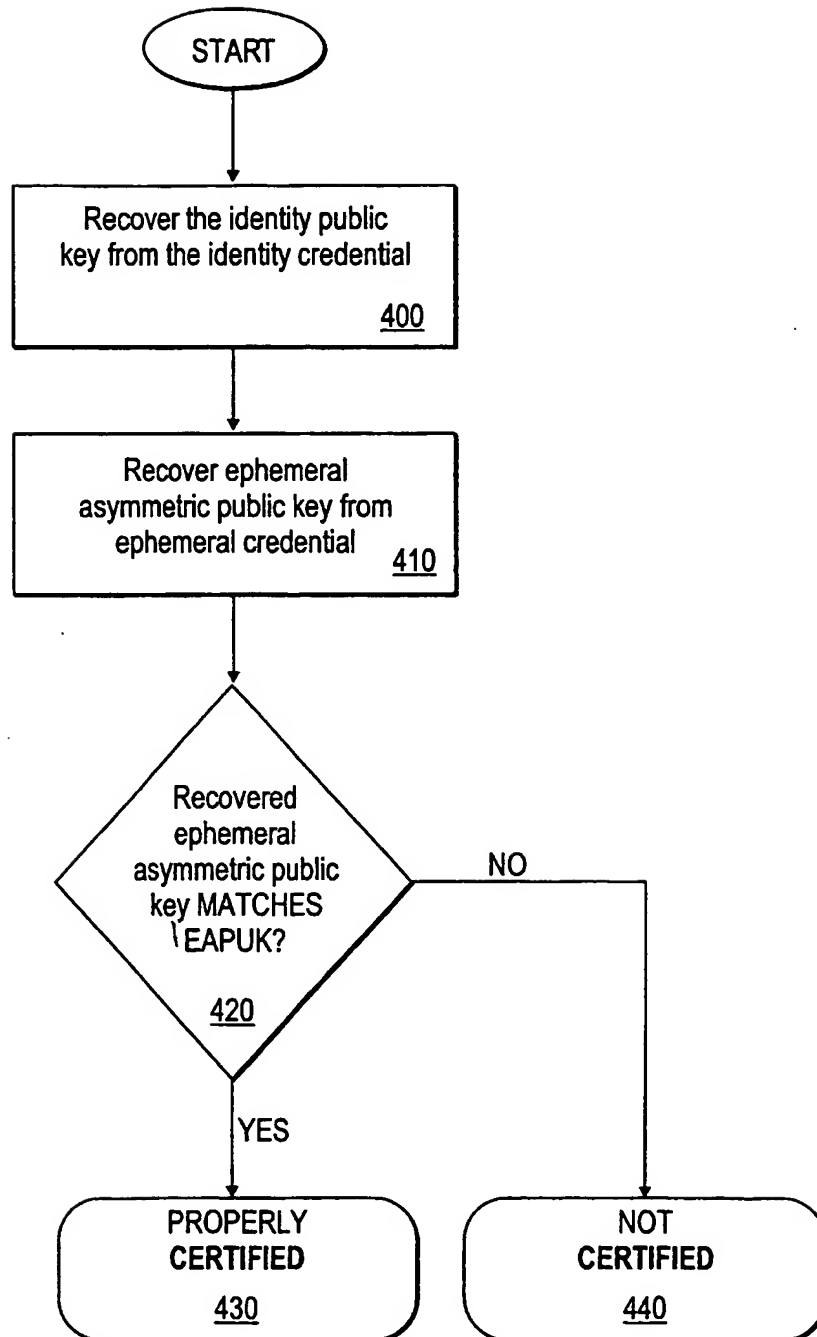 START
Recover the identity public
key from the identity credential
400
Recover ephemeral
asymmetric public key from
ephemeral credential
410
Recovered
ephemeral
asymmetric public
key MATCHES
EAPUK?
420
NO
YES
PROPERLY
CERTIFIED
430
NOT
CERTIFIED
440